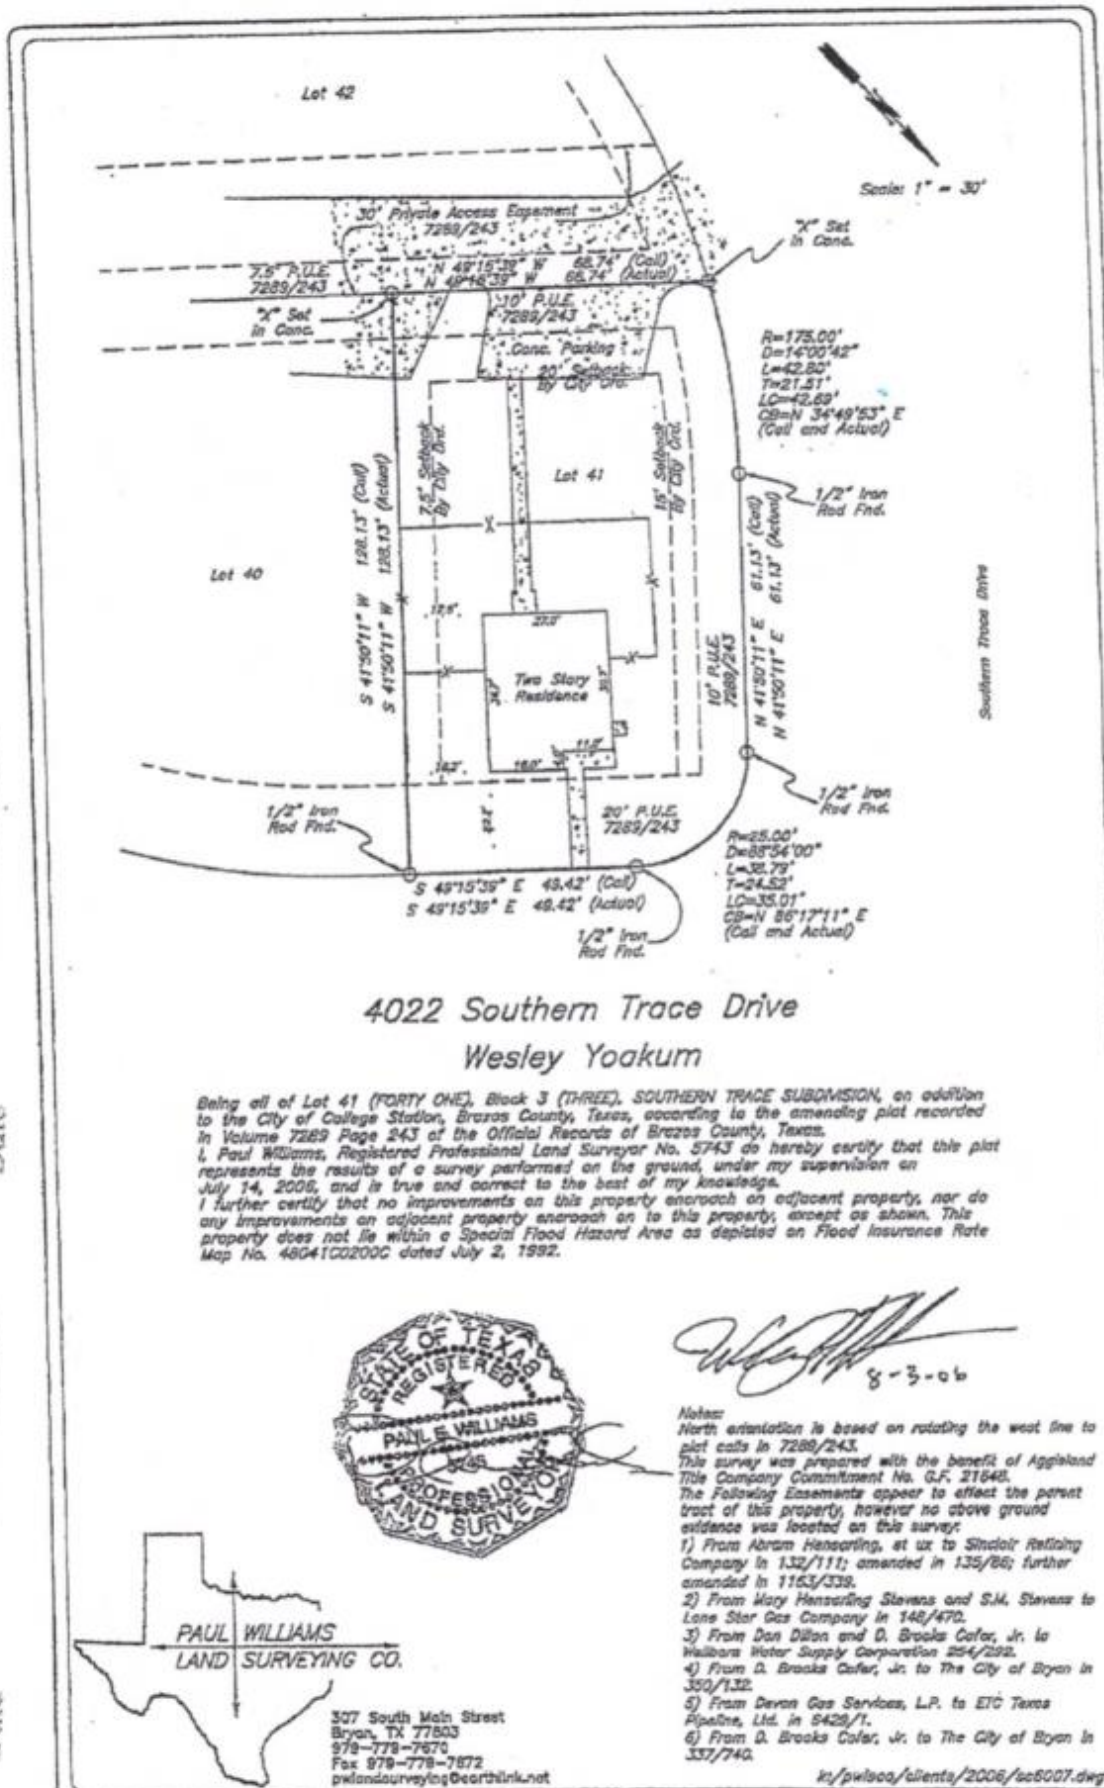 Lot 42
Scale: 1" = 30'
"X" Set
in Conc.
30' Private Access Easement
7289/243
7.5' P.U.E.
7289/243
N 49°15'39" W 68.74' (Call)
N 49°15'39" W 68.74' (Actual)
"X" Set
in Conc.
10' P.U.E.
7289/243
Conc. Parking
20' Setback
By City Ord.
R=175.00'
D=14°00'42"
L=42.80'
T=21.51'
LC=42.69'
CB=N 34°49'53" E
(Call and Actual)
S 41°50'11" W 128.13' (Call)
S 41°50'11" W 128.13' (Actual)
7.5' Setback
By City Ord.
Lot 41
15' Setback
By City Ord.
1/2" Iron
Rod Fnd.
Lot 40
N 41°50'11" E 61.13' (Call)
N 41°50'11" E 61.13' (Actual)
Southern Trace Drive
27.0'
Two Story
Residence
10' P.U.E.
7289/243
11.0'
16.0'
1/2" Iron
Rod Fnd.
1/2" Iron
Rod Fnd.
20' P.U.E.
7289/243
S 49°15'39" E 49.42' (Call)
S 49°15'39" E 49.42' (Actual)
R=25.00'
D=88°54'00"
L=38.79'
T=24.52'
LC=35.01'
CB=N 86°17'11" E
(Call and Actual)
1/2" Iron
Rod Fnd.
4022 Southern Trace Drive
Wesley Yoakum
Being all of Lot 41 (FORTY ONE), Block 3 (THREE), SOUTHERN TRACE SUBDIVISION, an addition
to the City of College Station, Brazos County, Texas, according to the amending plat recorded
in Volume 7289 Page 243 of the Official Records of Brazos County, Texas.
I, Paul Williams, Registered Professional Land Surveyor No. 5743 do hereby certify that this plat
represents the results of a survey performed on the ground, under my supervision on
July 14, 2006, and is true and correct to the best of my knowledge.
I further certify that no improvements on this property encroach on adjacent property, nor do
any improvements on adjacent property encroach on to this property, except as shown. This
property does not lie within a Special Flood Hazard Area as depicted on Flood Insurance Rate
Map No. 48041C0200C dated July 2, 1992.
STATE OF TEXAS
REGISTERED
PAUL E. WILLIAMS
PROFESSIONAL
LAND SURVEYOR
8-3-06
Notes:
North orientation is based on rotating the west line to
plat calls in 7289/243.
This survey was prepared with the benefit of Aggieland
Title Company Commitment No. G.F. 21648.
The Following Easements appear to effect the parent
tract of this property, however no above ground
evidence was located on this survey:
1) From Abram Hensarling, et ux to Sinclair Refining
Company in 132/111; amended in 135/86; further
amended in 1163/339.
2) From Mary Hensarling Stevens and S.M. Stevens to
Lone Star Gas Company in 148/470.
3) From Dan Dillon and D. Brooks Cofer, Jr. to
Wellborn Water Supply Corporation 254/292.
4) From D. Brooks Cofer, Jr. to The City of Bryan in
350/132.
5) From Devon Gas Services, L.P. to ETC Texas
Pipeline, Ltd. in 6429/1.
6) From D. Brooks Cofer, Jr. to The City of Bryan in
337/740.
PAUL WILLIAMS
LAND SURVEYING CO.
307 South Main Street
Bryan, TX 77803
979-779-7670
Fax 979-779-7672
pwlandsurveying@earthlink.net